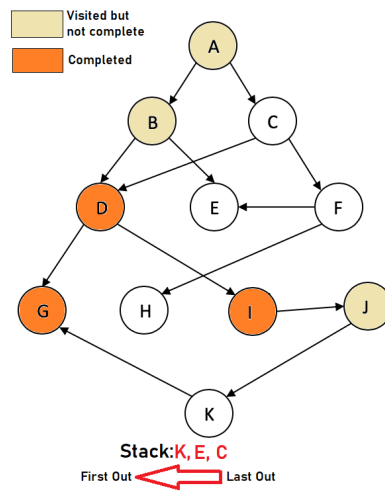 Visited but
not complete
Completed
A
B
C
D
E
F
G
H
I
J
K
Stack:K, E, C
First Out
Last Out